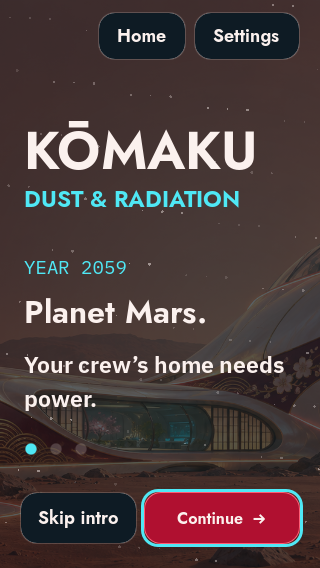 Home
Settings
KŌMAKU
DUST & RADIATION
YEAR 2059
Planet Mars.
Your crew’s home needs
power.
Skip intro
Continue →